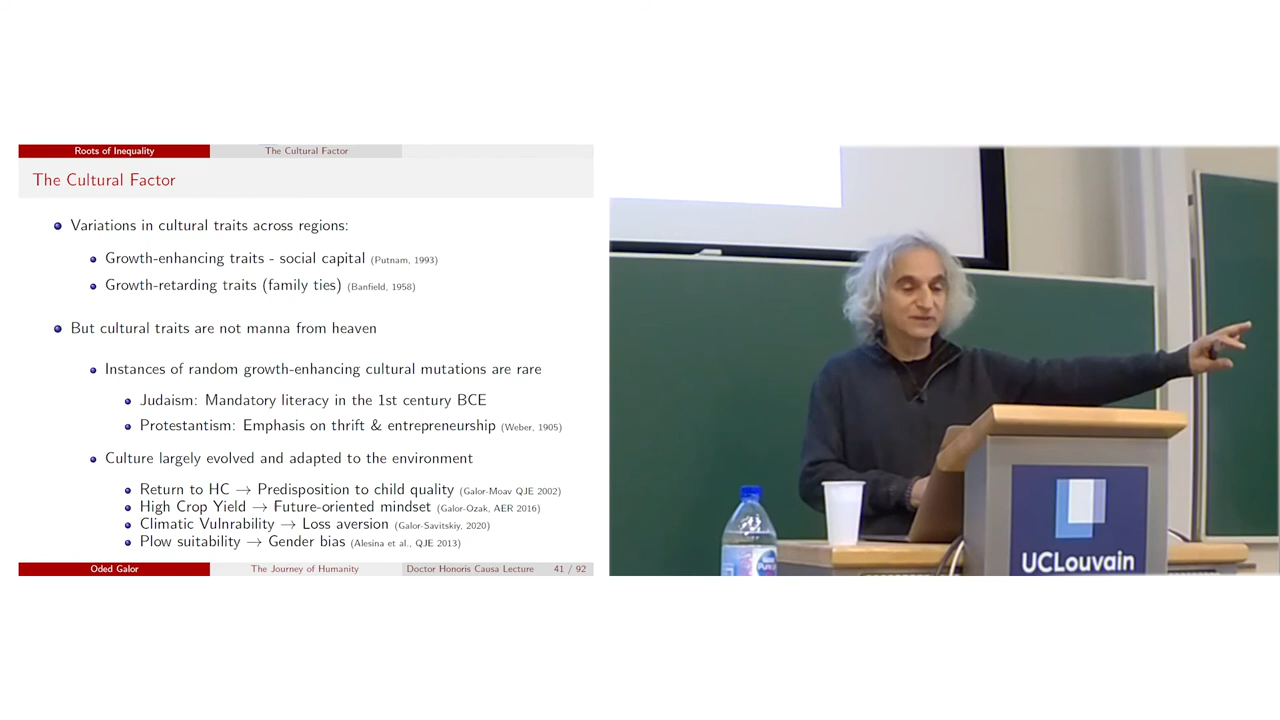 Roots of Inequality
The Cultural Factor
The Cultural Factor
Variations in cultural traits across regions:
Growth-enhancing traits - social capital (Putnam, 1993)
Growth-retarding traits (family ties) (Banfield, 1958)
But cultural traits are not manna from heaven
Instances of random growth-enhancing cultural mutations are rare
Judaism: Mandatory literacy in the 1st century BCE
Protestantism: Emphasis on thrift & entrepreneurship (Weber, 1905)
Culture largely evolved and adapted to the environment
Return to HC → Predisposition to child quality (Galor-Moav QJE 2002)
High Crop Yield → Future-oriented mindset (Galor-Ozak, AER 2016)
Climatic Vulnrability → Loss aversion (Galor-Savitskiy, 2020)
Plow suitability → Gender bias (Alesina et al., QJE 2013)
Oded Galor
The Journey of Humanity
Doctor Honoris Causa Lecture
41 / 92
UCLouvain